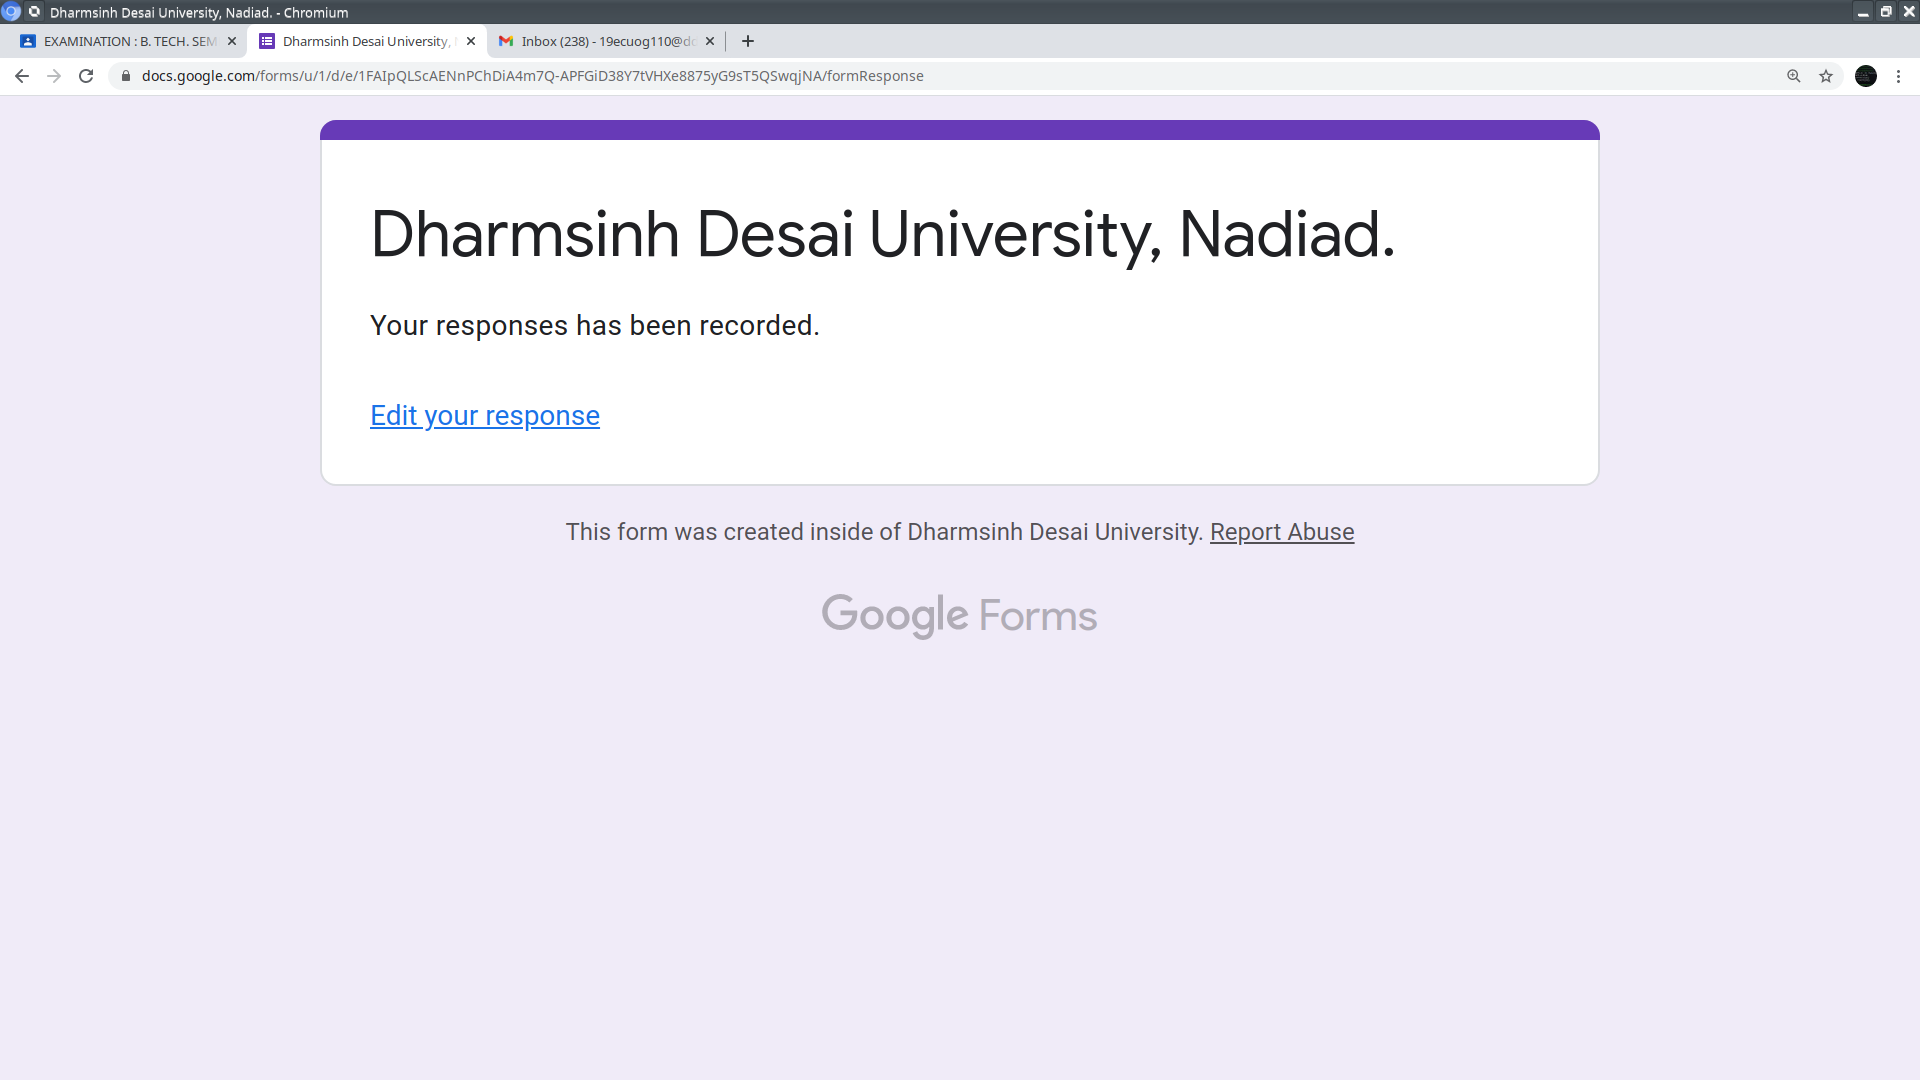 Dharmsinh Desai University, Nadiad. - Chromium
EXAMINATION : B. TECH. SEM
Dharmsinh Desai University,
Inbox (238) - 19ecuog110@dd
docs.google.com/forms/u/1/d/e/1FAIpQLScAENnPChDiA4m7Q-APFGiD38Y7tVHXe8875yG9sT5QSwqjNA/formResponse
Dharmsinh Desai University, Nadiad.
Your responses has been recorded.
Edit your response
This form was created inside of Dharmsinh Desai University. Report Abuse
Google Forms